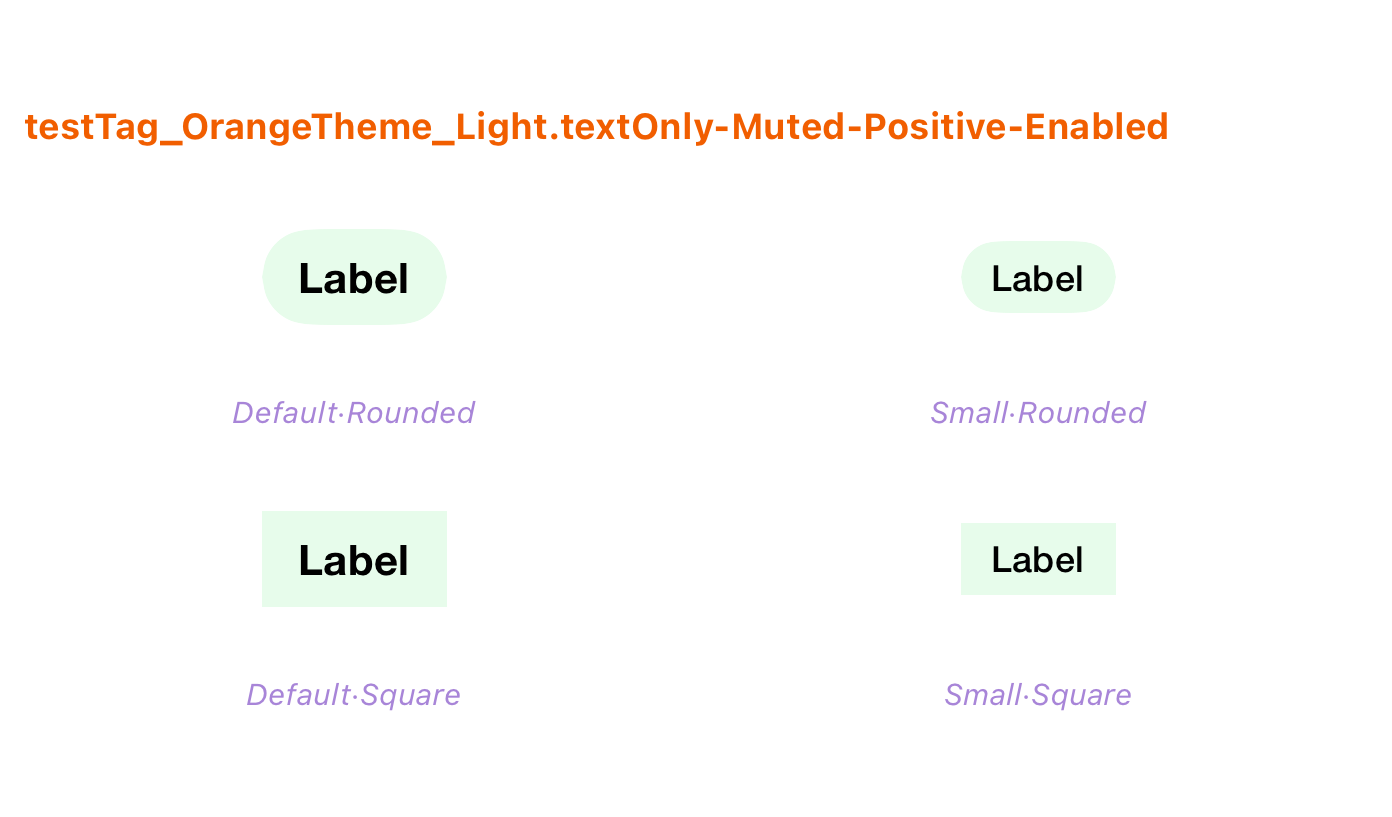 testTag_OrangeTheme_Light.textOnly-Muted-Positive-Enabled
Label
Label
Default·Rounded
Small·Rounded
Label
Label
Default·Square
Small·Square